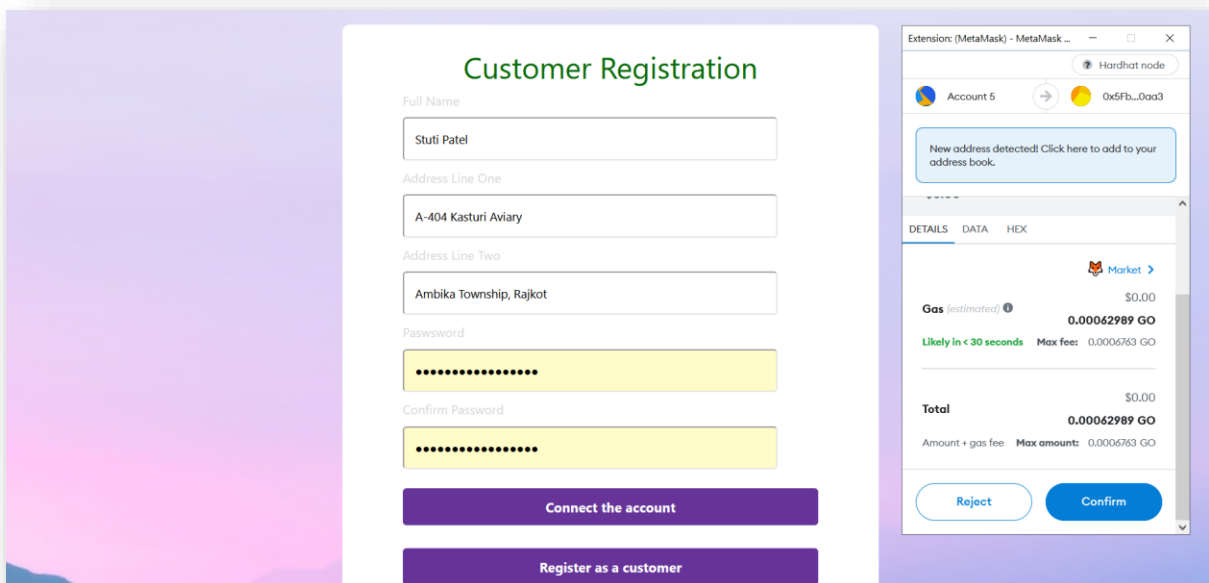 Customer Registration
Full Name
Stuti Patel
Address Line One
A-404 Kasturi Aviary
Address Line Two
Ambika Township, Rajkot
Paswsword
•••••••••••••••••
Confirm Password
•••••••••••••••••
Connect the account
Register as a customer
Extension: (MetaMask) - MetaMask ...
Hardhat node
Account 5
0x5Fb...0aa3
New address detected! Click here to add to your
address book.
DETAILS DATA HEX
Market >
$0.00
Gas (estimated)
0.00062989 GO
Likely in < 30 seconds Max fee: 0.0006763 GO
$0.00
Total
0.00062989 GO
Amount + gas fee Max amount: 0.0006763 GO
Reject Confirm